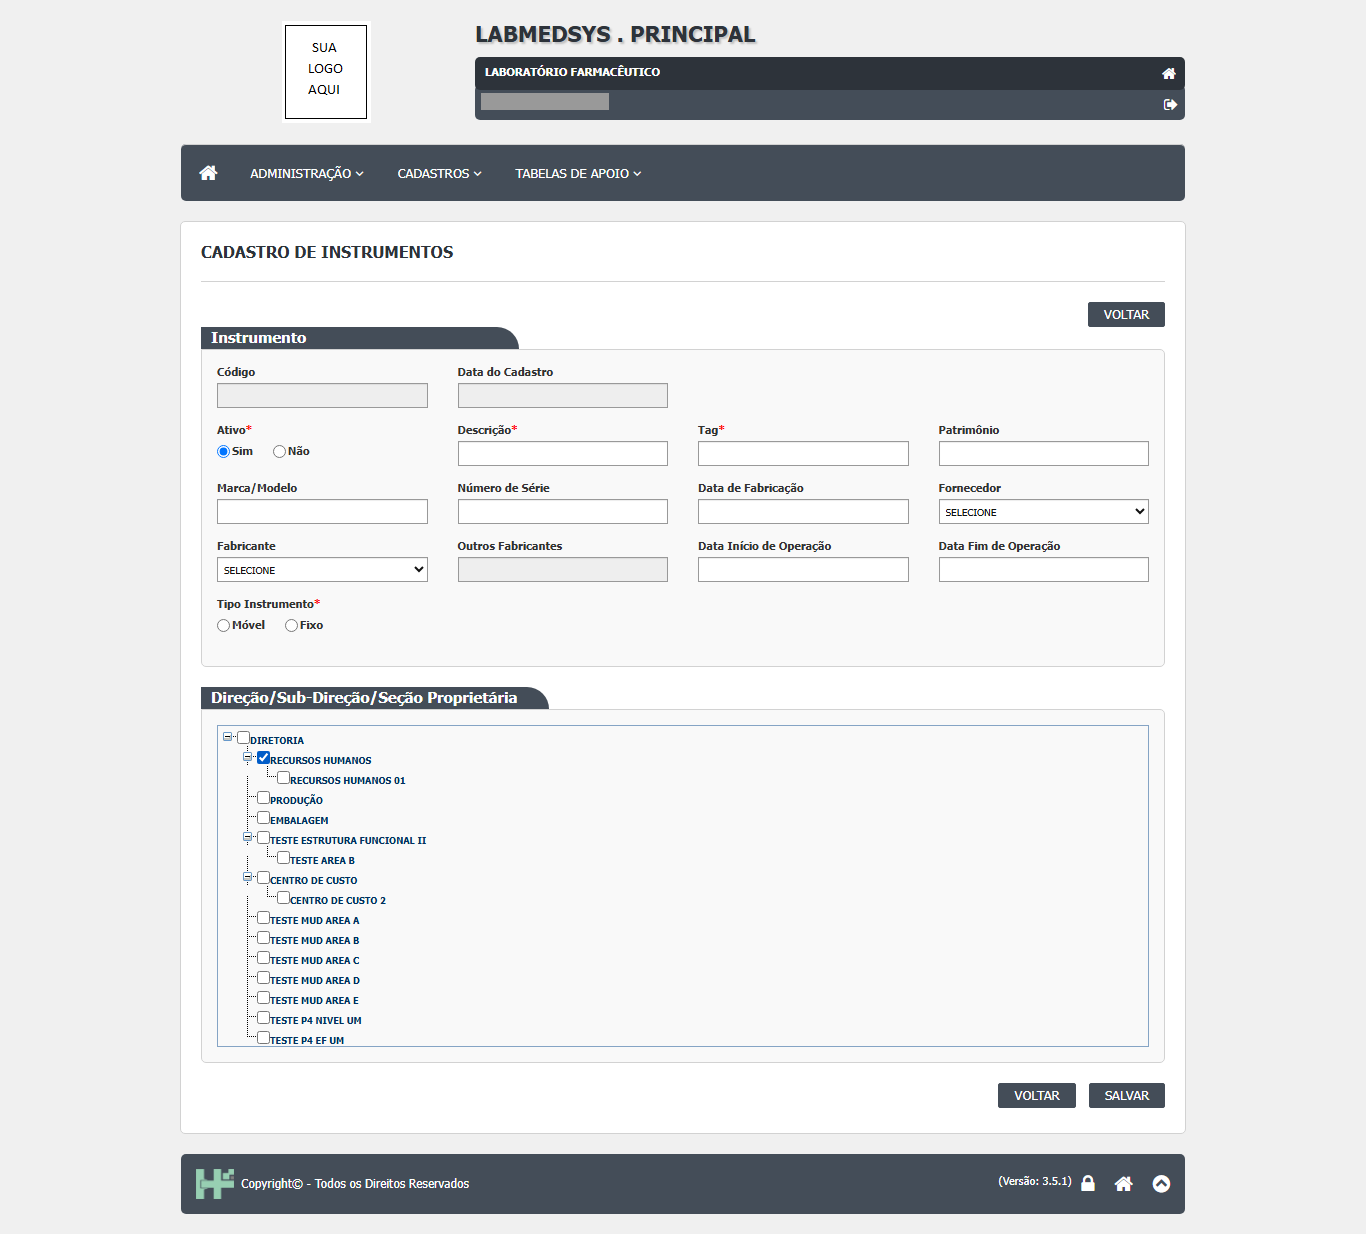 SUA
LOGO
AQUI
LABMEDSYS . PRINCIPAL
LABORATÓRIO FARMACÊUTICO
ADMINISTRAÇÃO CADASTROS TABELAS DE APOIO
CADASTRO DE INSTRUMENTOS
VOLTAR
Instrumento
Código Data do Cadastro
Ativo* Descrição* Tag* Patrimônio
Sim Não
Marca/Modelo Número de Série Data de Fabricação Fornecedor
SELECIONE
Fabricante Outros Fabricantes Data Início de Operação Data Fim de Operação
SELECIONE
Tipo Instrumento*
Móvel Fixo
Direção/Sub-Direção/Seção Proprietária
DIRETORIA
RECURSOS HUMANOS
RECURSOS HUMANOS 01
PRODUÇÃO
EMBALAGEM
TESTE ESTRUTURA FUNCIONAL II
TESTE AREA B
CENTRO DE CUSTO
CENTRO DE CUSTO 2
TESTE MUD AREA A
TESTE MUD AREA B
TESTE MUD AREA C
TESTE MUD AREA D
TESTE MUD AREA E
TESTE P4 NIVEL UM
TESTE P4 EF UM
VOLTAR SALVAR
Copyright© - Todos os Direitos Reservados (Versão: 3.5.1)